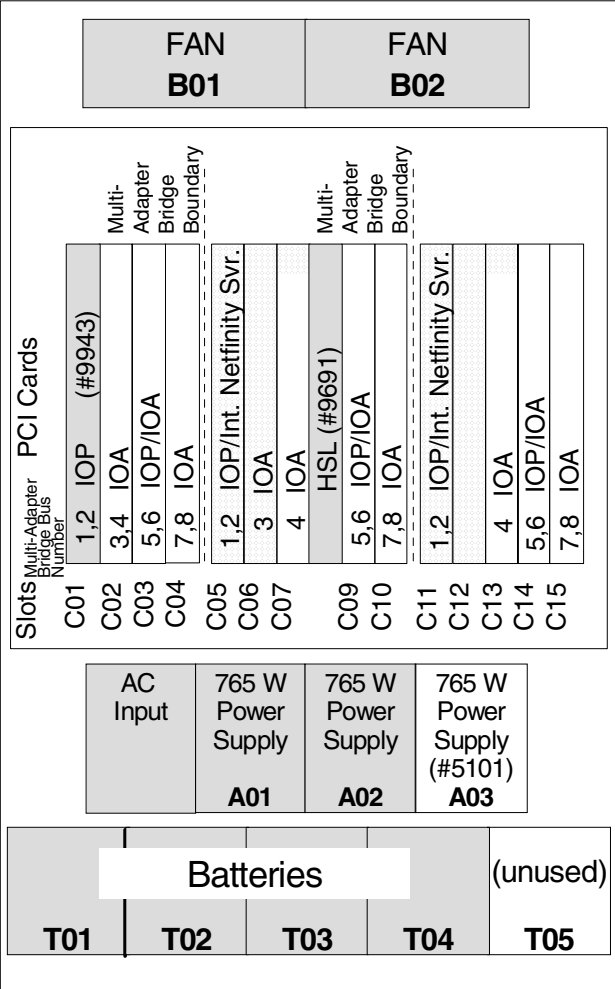 FAN
B01
FAN
B02
PCI Cards
Slots
Multi-Adapter
Bridge Bus
Number
C01 1,2 IOP (#9943)
C02 3,4 IOA
C03 5,6 IOP/IOA
C04 7,8 IOA
Multi-
Adapter
Bridge
Boundary
C05 1,2 IOP/Int. Netfinity Svr.
C06 3 IOA
C07 4 IOA
HSL (#9691)
C09 5,6 IOP/IOA
C10 7,8 IOA
Multi-
Adapter
Bridge
Boundary
C11 1,2 IOP/Int. Netfinity Svr.
C12
C13 4 IOA
C14 5,6 IOP/IOA
C15 7,8 IOA
AC
Input
765 W
Power
Supply
A01
765 W
Power
Supply
A02
765 W
Power
Supply
(#5101)
A03
Batteries
(unused)
T01
T02
T03
T04
T05